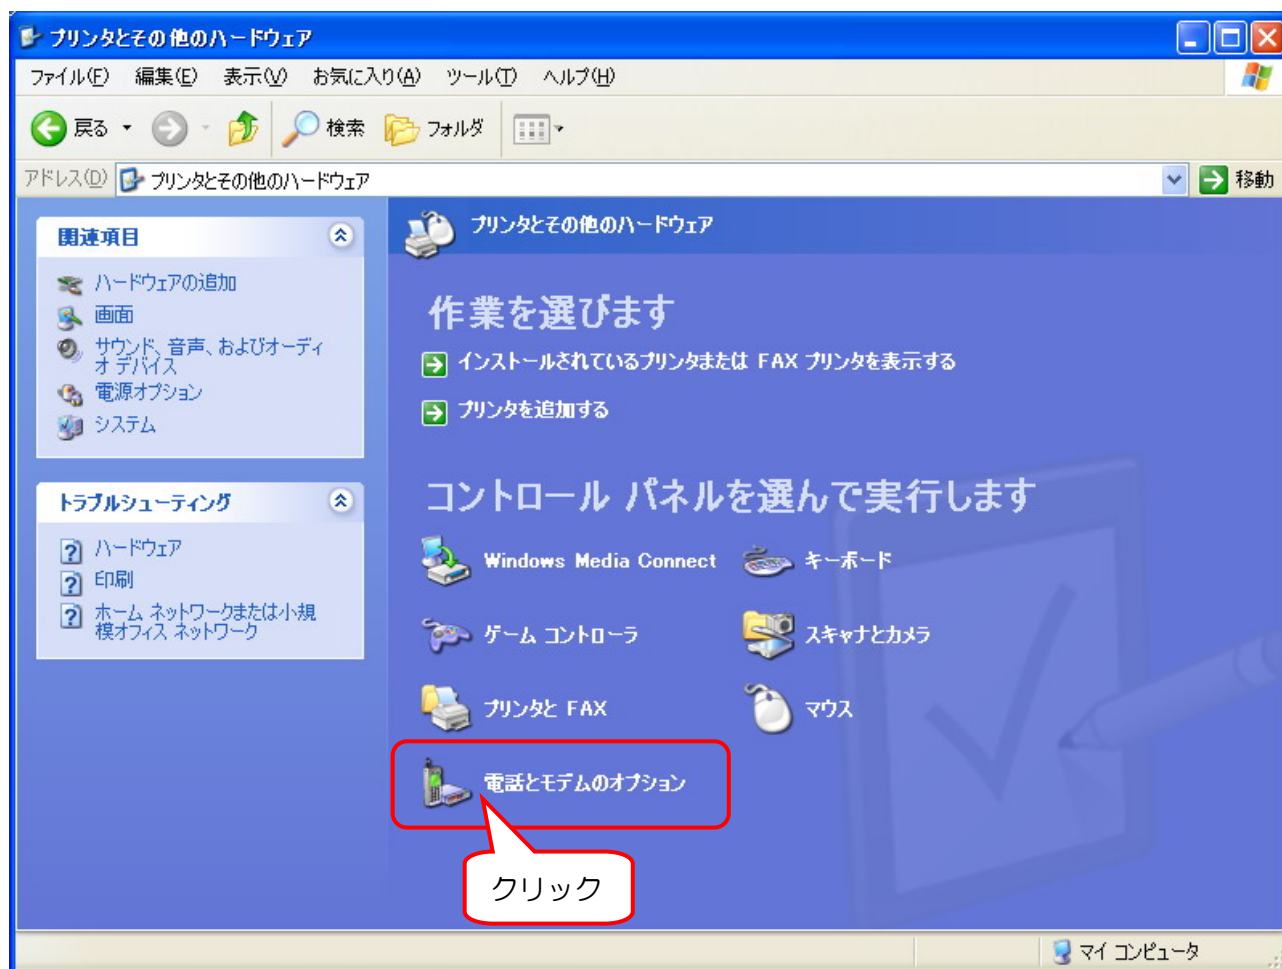 プリンタとその他のハードウェア
ファイル(F) 編集(E) 表示(V) お気に入り(A) ツール(T) ヘルプ(H)
戻る 検索 フォルダ
アドレス(D) プリンタとその他のハードウェア 移動
関連項目
ハードウェアの追加
画面
サウンド、音声、およびオーディ
オ デバイス
電源オプション
システム
トラブルシューティング
ハードウェア
印刷
ホーム ネットワークまたは小規
模オフィス ネットワーク
プリンタとその他のハードウェア
作業を選びます
インストールされているプリンタまたは FAX プリンタを表示する
プリンタを追加する
コントロール パネルを選んで実行します
Windows Media Connect キーボード
ゲーム コントローラ スキャナとカメラ
プリンタと FAX マウス
電話とモデムのオプション
クリック
マイ コンピュータ